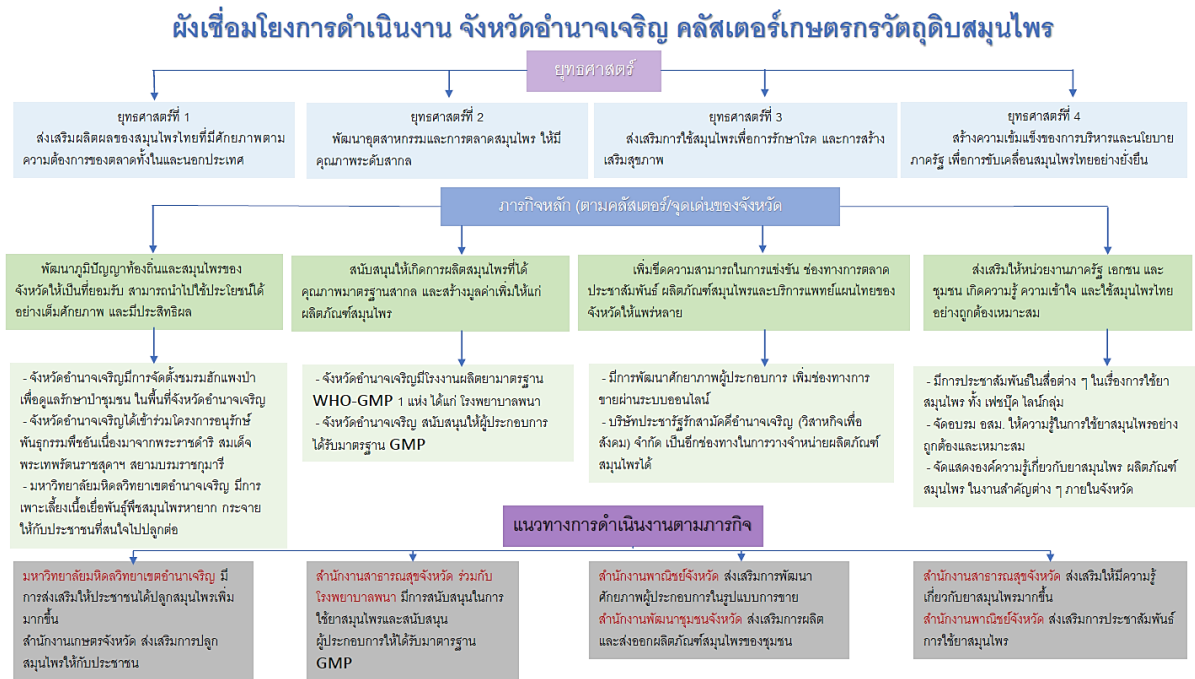 ผังเชื่อมโยงการดำเนินงาน จังหวัดอำนาจเจริญ คลัสเตอร์เกษตรกรวัตถุดิบสมุนไพร
ยุทธศาสตร์
ยุทธศาสตร์ที่ 1
ส่งเสริมผลิตผลของสมุนไพรไทยที่มีศักยภาพตาม
ความต้องการของตลาดทั้งในและนอกประเทศ
ยุทธศาสตร์ที่ 2
พัฒนาอุตสาหกรรมและการตลาดสมุนไพร ให้มี
คุณภาพระดับสากล
ยุทธศาสตร์ที่ 3
ส่งเสริมการใช้สมุนไพรเพื่อการรักษาโรค และการสร้าง
เสริมสุขภาพ
ยุทธศาสตร์ที่ 4
สร้างความเข้มแข็งของการบริหารและนโยบาย
ภาครัฐ เพื่อการขับเคลื่อนสมุนไพรไทยอย่างยั่งยืน
ภารกิจหลัก (ตามคลัสเตอร์/จุดเด่นของจังหวัด
พัฒนาภูมิปัญญาท้องถิ่นและสมุนไพรของ
จังหวัดให้เป็นที่ยอมรับ สามารถนำไปใช้ประโยชน์ได้
อย่างเต็มศักยภาพ และมีประสิทธิผล
สนับสนุนให้เกิดการผลิตสมุนไพรที่ได้
คุณภาพมาตรฐานสากล และสร้างมูลค่าเพิ่มให้แก่
ผลิตภัณฑ์สมุนไพร
เพิ่มขีดความสามารถในการแข่งขัน ช่องทางการตลาด
ประชาสัมพันธ์ ผลิตภัณฑ์สมุนไพรและบริการแพทย์แผนไทยของ
จังหวัดให้แพร่หลาย
ส่งเสริมให้หน่วยงานภาครัฐ เอกชน และ
ชุมชน เกิดความรู้ ความเข้าใจ และใช้สมุนไพรไทย
อย่างถูกต้องเหมาะสม
- จังหวัดอำนาจเจริญมีการจัดตั้งชมรมฮักแพงป่า
เพื่อดูแลรักษาป่าชุมชน ในพื้นที่จังหวัดอำนาจเจริญ
- จังหวัดอำนาจเจริญได้เข้าร่วมโครงการอนุรักษ์
พันธุกรรมพืชอันเนื่องมาจากพระราชดำริ สมเด็จ
พระเทพรัตนราชสุดาฯ สยามบรมราชกุมารี
- มหาวิทยาลัยมหิดลวิทยาเขตอำนาจเจริญ มีการ
เพาะเลี้ยงเนื้อเยื่อพันธุ์พืชสมุนไพรหายาก กระจาย
ให้กับประชาชนที่สนใจไปปลูกต่อ
- จังหวัดอำนาจเจริญมีโรงงานผลิตยามาตรฐาน
WHO-GMP 1 แห่ง ได้แก่ โรงพยาบาลพนา
- จังหวัดอำนาจเจริญ สนับสนุนให้ผู้ประกอบการ
ได้รับมาตรฐาน GMP
- มีการพัฒนาศักยภาพผู้ประกอบการ เพิ่มช่องทางการ
ขายผ่านระบบออนไลน์
- บริษัทประชารัฐรักสามัคคีอำนาจเจริญ (วิสาหกิจเพื่อ
สังคม) จำกัด เป็นอีกช่องทางในการวางจำหน่ายผลิตภัณฑ์
สมุนไพรได้
- มีการประชาสัมพันธ์ในสื่อต่าง ๆ ในเรื่องการใช้ยา
สมุนไพร ทั้ง เฟซบุ๊ค ไลน์กลุ่ม
- จัดอบรม อสม. ให้ความรู้ในการใช้ยาสมุนไพรอย่าง
ถูกต้องและเหมาะสม
- จัดแสดงองค์ความรู้เกี่ยวกับยาสมุนไพร ผลิตภัณฑ์
สมุนไพร ในงานสำคัญต่าง ๆ ภายในจังหวัด
แนวทางการดำเนินงานตามภารกิจ
มหาวิทยาลัยมหิดลวิทยาเขตอำนาเจริญ มี
การส่งเสริมให้ประชาชนได้ปลูกสมุนไพรเพิ่ม
มากขึ้น
สำนักงานเกษตรจังหวัด ส่งเสริมการปลูก
สมุนไพรให้กับประชาชน
สำนักงานสาธารณสุขจังหวัด ร่วมกับ
โรงพยาบาลพนา มีการสนับสนุนในการ
ใช้ยาสมุนไพรและสนับสนุน
ผู้ประกอบการให้ได้รับมาตารฐาน
GMP
สำนักงานพาณิชย์จังหวัด ส่งเสริมการพัฒนา
ศักยภาพผู้ประกอบการในรูปแบบการขาย
สำนักงานพัฒนาชุมชนจังหวัด ส่งเสริมการผลิต
และส่งออกผลิตภัณฑ์สมุนไพรของชุมชน
สำนักงานสาธารณสุขจังหวัด ส่งเสริมให้มีความรู้
เกี่ยวกับยาสมุนไพรมากขึ้น
สำนักงานพาณิชย์จังหวัด ส่งเสริมการประชาสัมพันธ์
การใช้ยาสมุนไพร